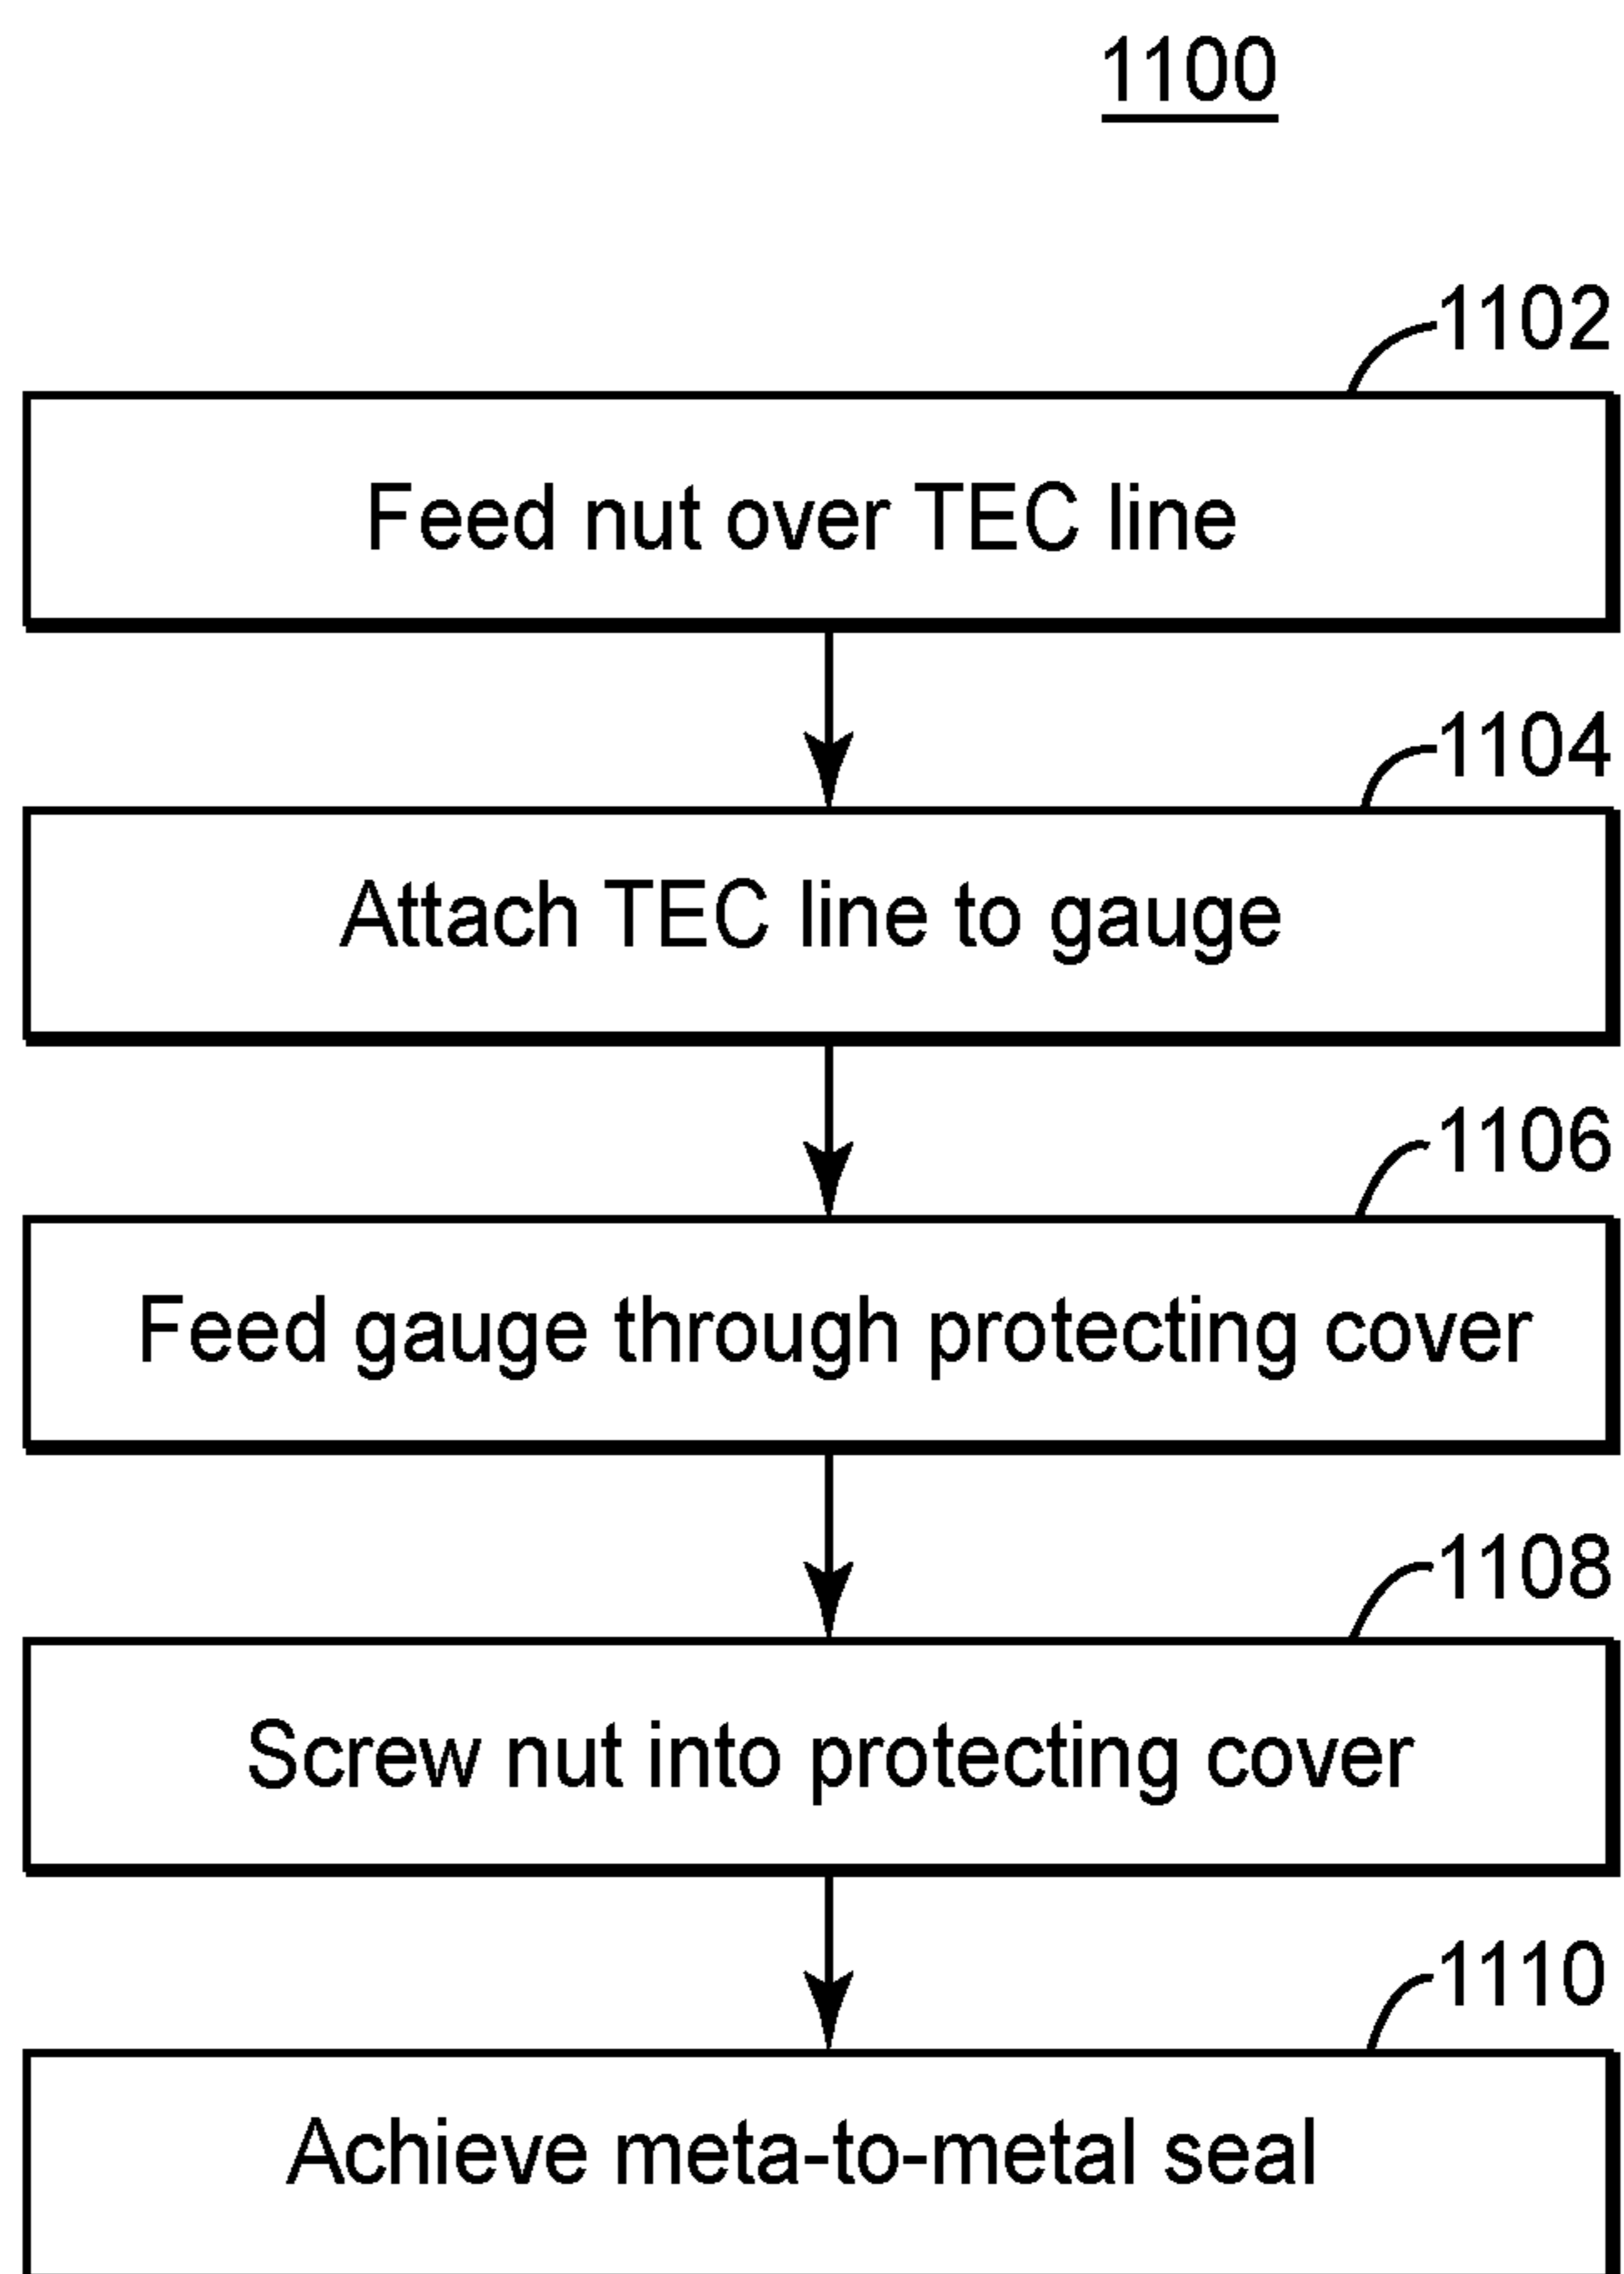 1100
1102
Feed nut over TEC line
1104
Attach TEC line to gauge
1106
Feed gauge through protecting cover
1108
Screw nut into protecting cover
1110
Achieve meta-to-metal seal